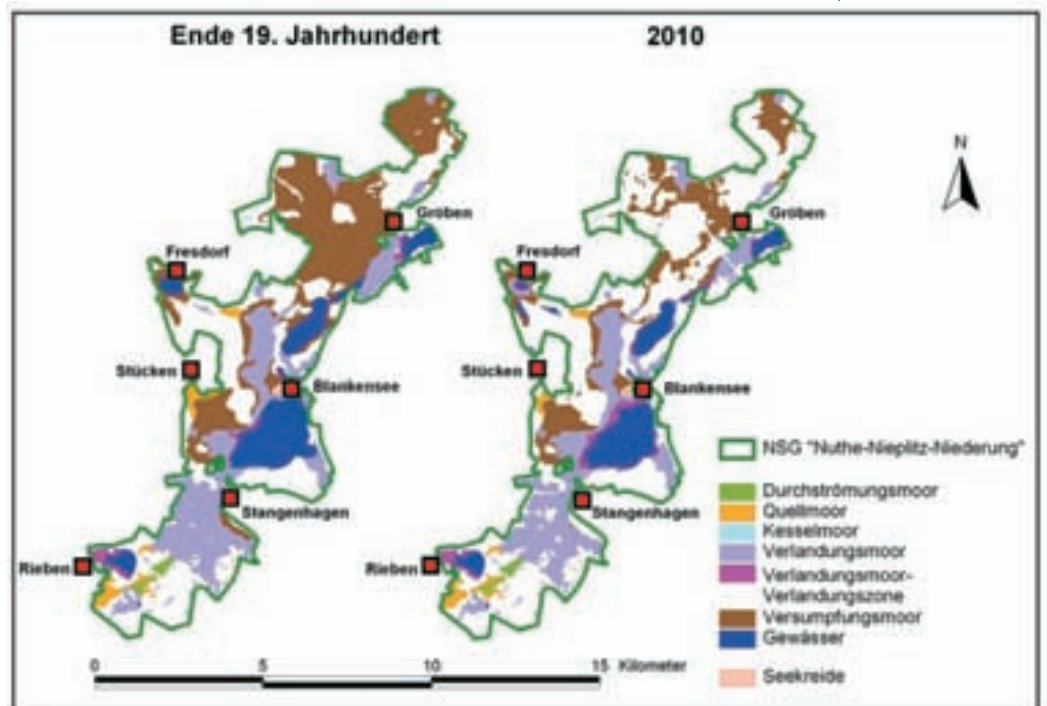 Ende 19. Jahrhundert
2010
N
Gröben
Gröben
Fresdorf
Fresdorf
Stücken
Stücken
Blankensee
Blankensee
Stangenhagen
Stangenhagen
Rieben
Rieben
NSG "Nuthe-Nieplitz-Niederung"
Durchströmungsmoor
Quellmoor
Kesselmoor
Verlandungsmoor
Verlandungsmoor-
Verlandungszone
Versumpfungsmoor
Gewässer
Seekreide
0 5 10 15 Kilometer